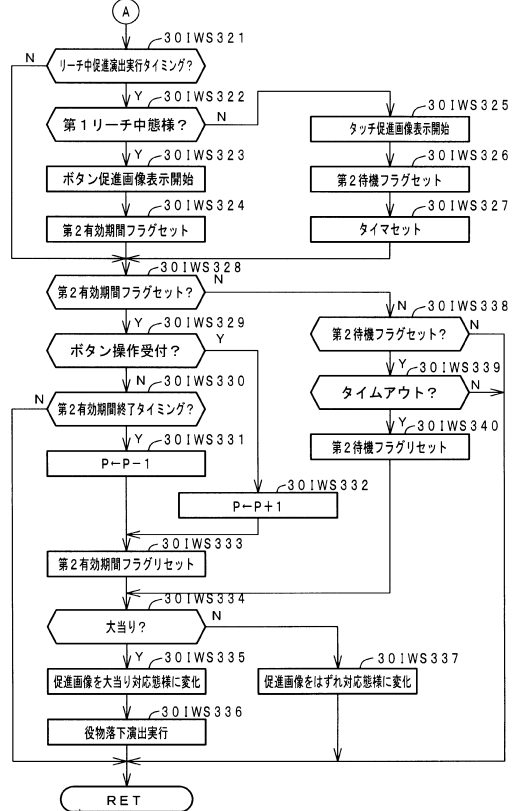 A
30IWS321
N
リーチ中促進演出実行タイミング?
Y
30IWS322
第1リーチ中態様?
N
30IWS325
タッチ促進画像表示開始
Y
30IWS323
ボタン促進画像表示開始
30IWS326
第2待機フラグセット
30IWS324
第2有効期間フラグセット
30IWS327
タイマセット
30IWS328
第2有効期間フラグセット?
N
Y
30IWS329
ボタン操作受付?
Y
N
30IWS338
第2待機フラグセット?
N
N
30IWS330
N
第2有効期間終了タイミング?
Y
30IWS339
タイムアウト?
N
Y
30IWS331
P←P-1
Y
30IWS340
第2待機フラグリセット
30IWS332
P←P+1
30IWS333
第2有効期間フラグリセット
30IWS334
大当り?
N
Y
30IWS335
促進画像を大当り対応態様に変化
30IWS337
促進画像をはずれ対応態様に変化
30IWS336
役物落下演出実行
RET